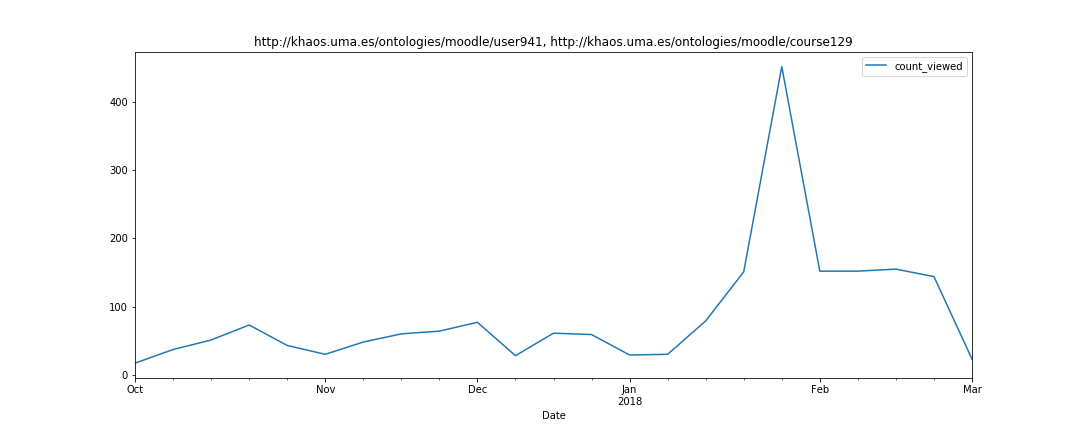 http://khaos.uma.es/ontologies/moodle/user941, http://khaos.uma.es/ontologies/moodle/course129
count_viewed
400
300
200
100
0
Oct Nov Dec Jan Feb Mar
2018
Date